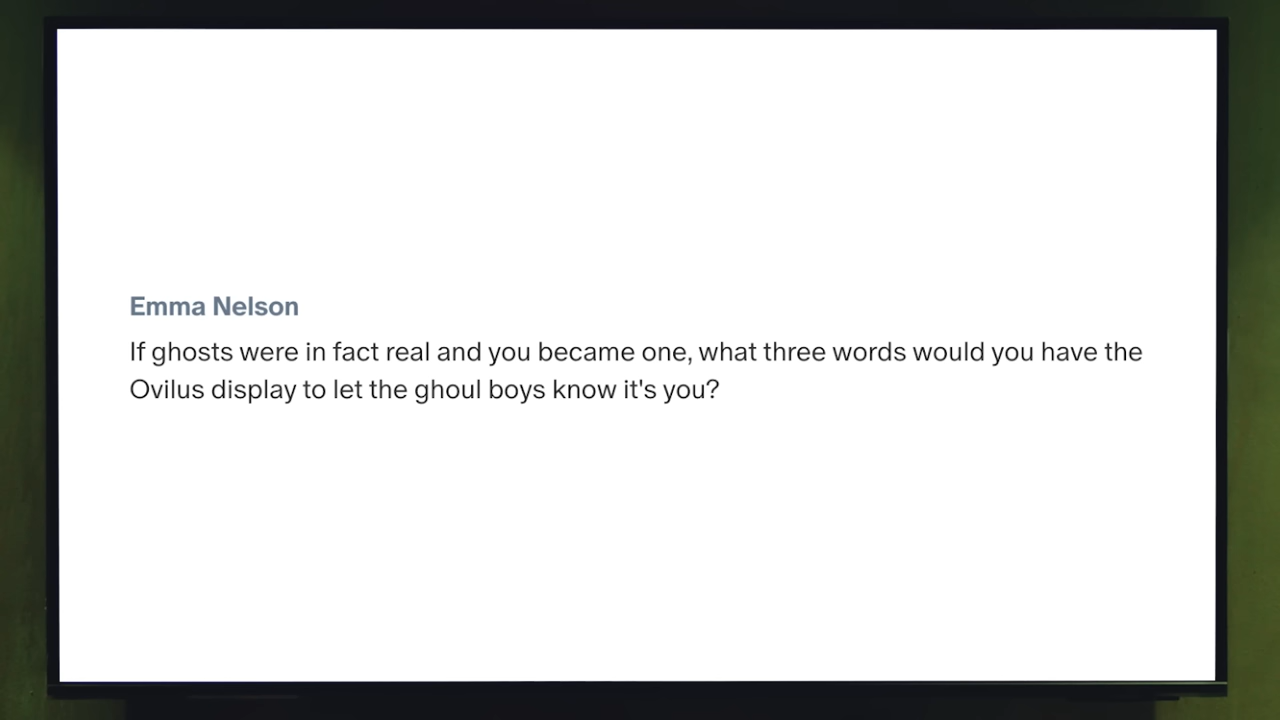 Emma Nelson
If ghosts were in fact real and you became one, what three words would you have the
Ovilus display to let the ghoul boys know it's you?